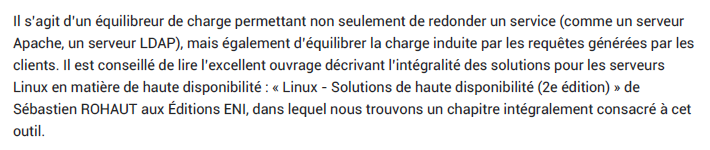 Il s'agit d'un équilibreur de charge permettant non seulement de redonder un service (comme un serveur
Apache, un serveur LDAP), mais également d'équilibrer la charge induite par les requêtes générées par les
clients. Il est conseillé de lire l'excellent ouvrage décrivant l'intégralité des solutions pour les serveurs
Linux en matière de haute disponibilité : « Linux - Solutions de haute disponibilité (2e édition) » de
Sébastien ROHAUT aux Éditions ENI, dans lequel nous trouvons un chapitre intégralement consacré à cet
outil.